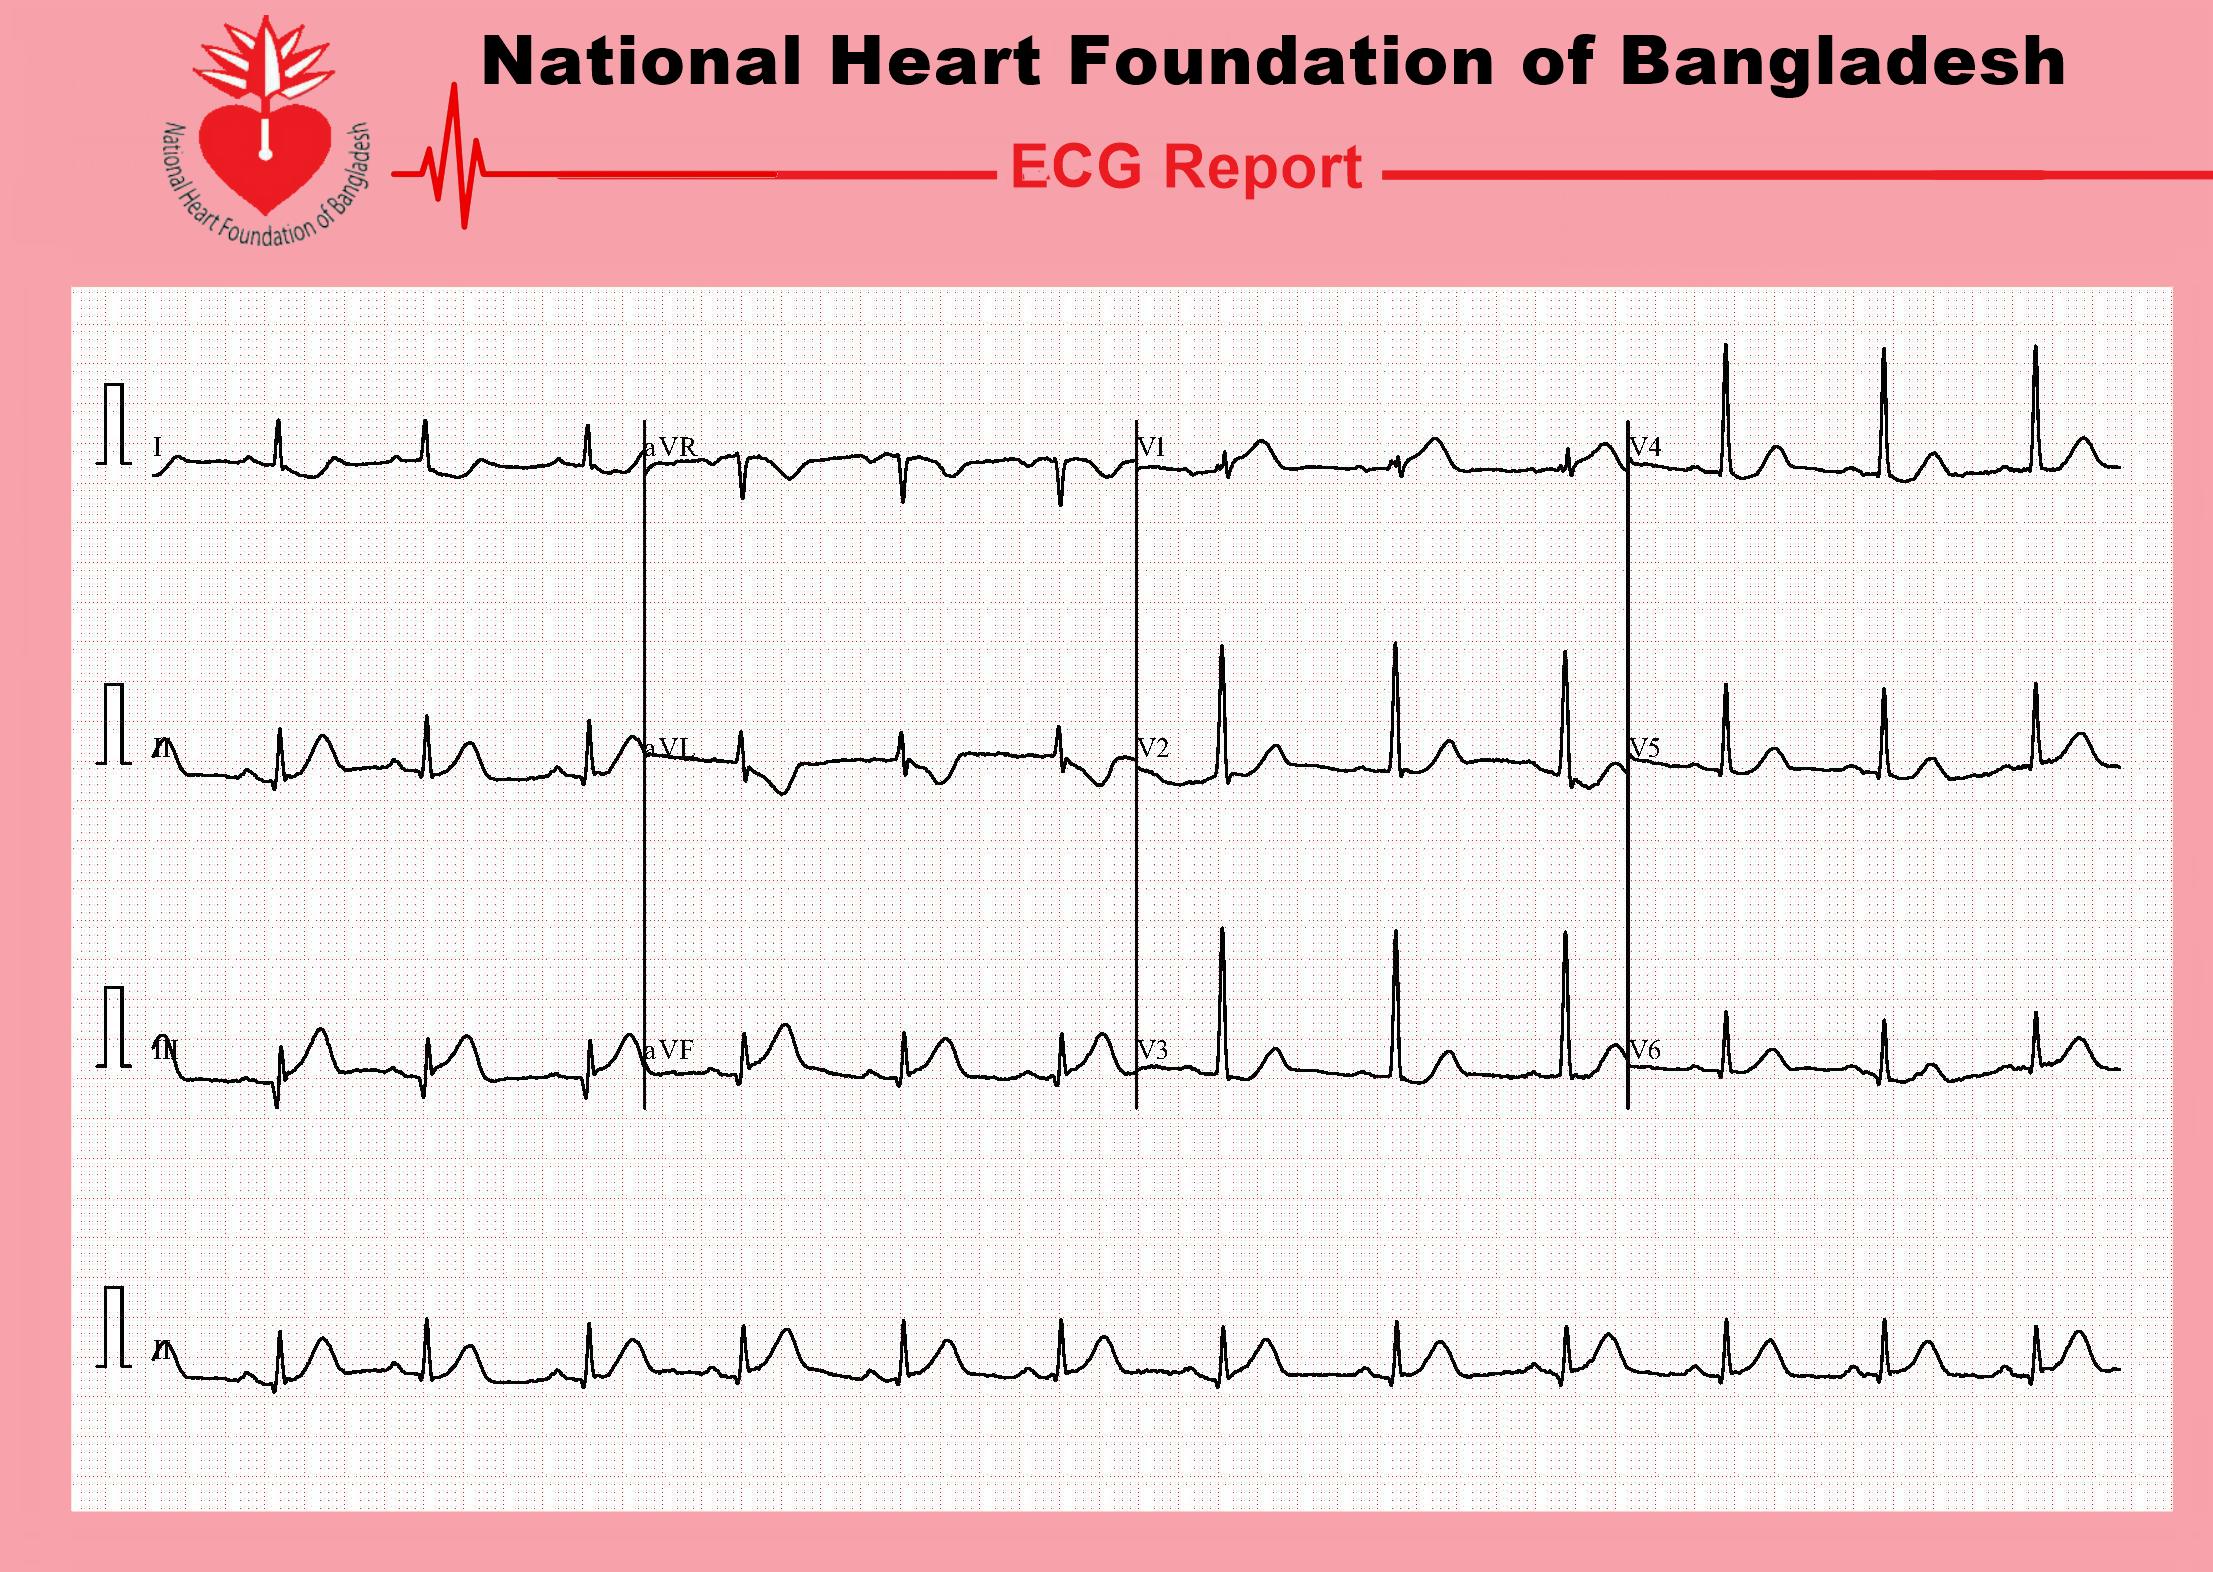 National Heart Foundation of Bangladesh
National Heart Foundation of Bangladesh
ECG Report
I
aVR
V1
V4
II
aVL
V2
V5
III
aVF
V3
V6
II